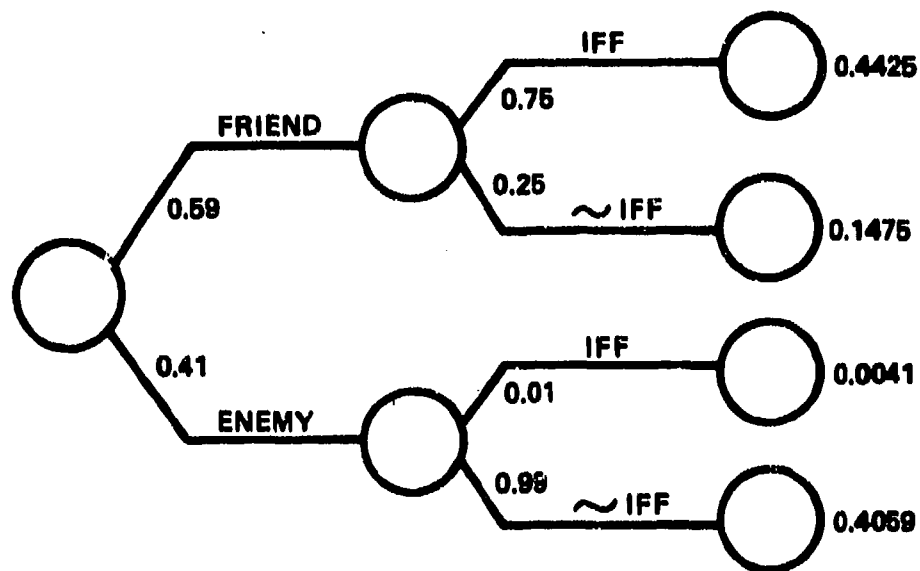 IFF
0.4425
0.75
FRIEND
0.59
0.25
~ IFF
0.1475
0.41
IFF
0.0041
0.01
ENEMY
0.99
~ IFF
0.4059